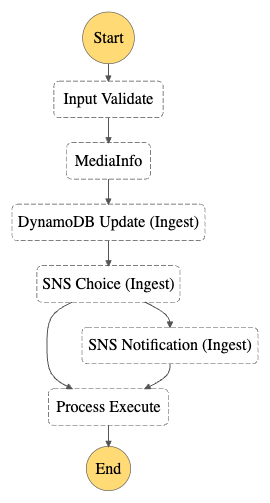 Start
Input Validate
MediaInfo
DynamoDB Update (Ingest)
SNS Choice (Ingest)
SNS Notification (Ingest)
Process Execute
End